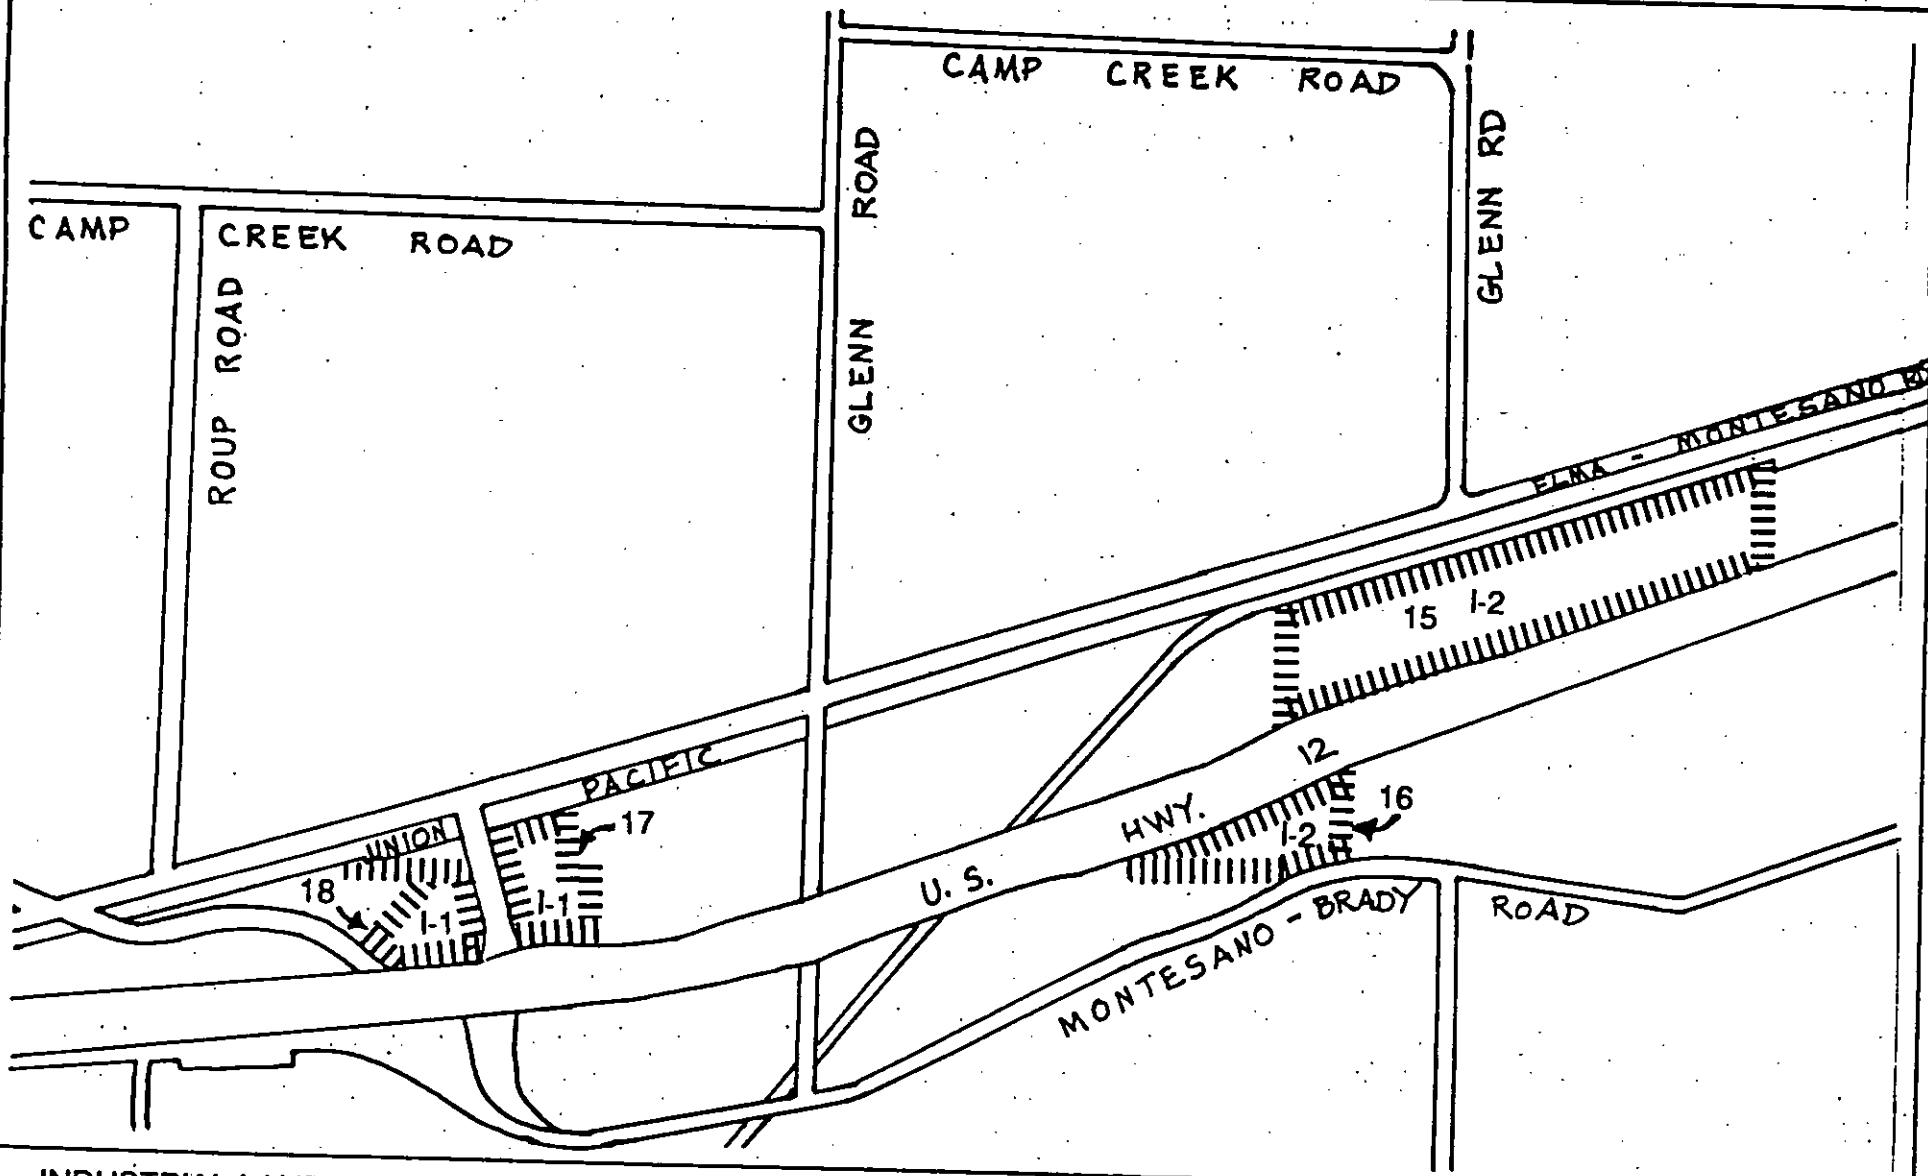 CAMP CREEK ROAD
GLENN ROAD
GLENN RD
CAMP CREEK ROAD
ROUP ROAD
ELMA - MONTESANO RD
15 I-2
UNION PACIFIC
17
I-1
18
I-1
U. S. HWY. 12
16
I-2
MONTESANO - BRADY ROAD